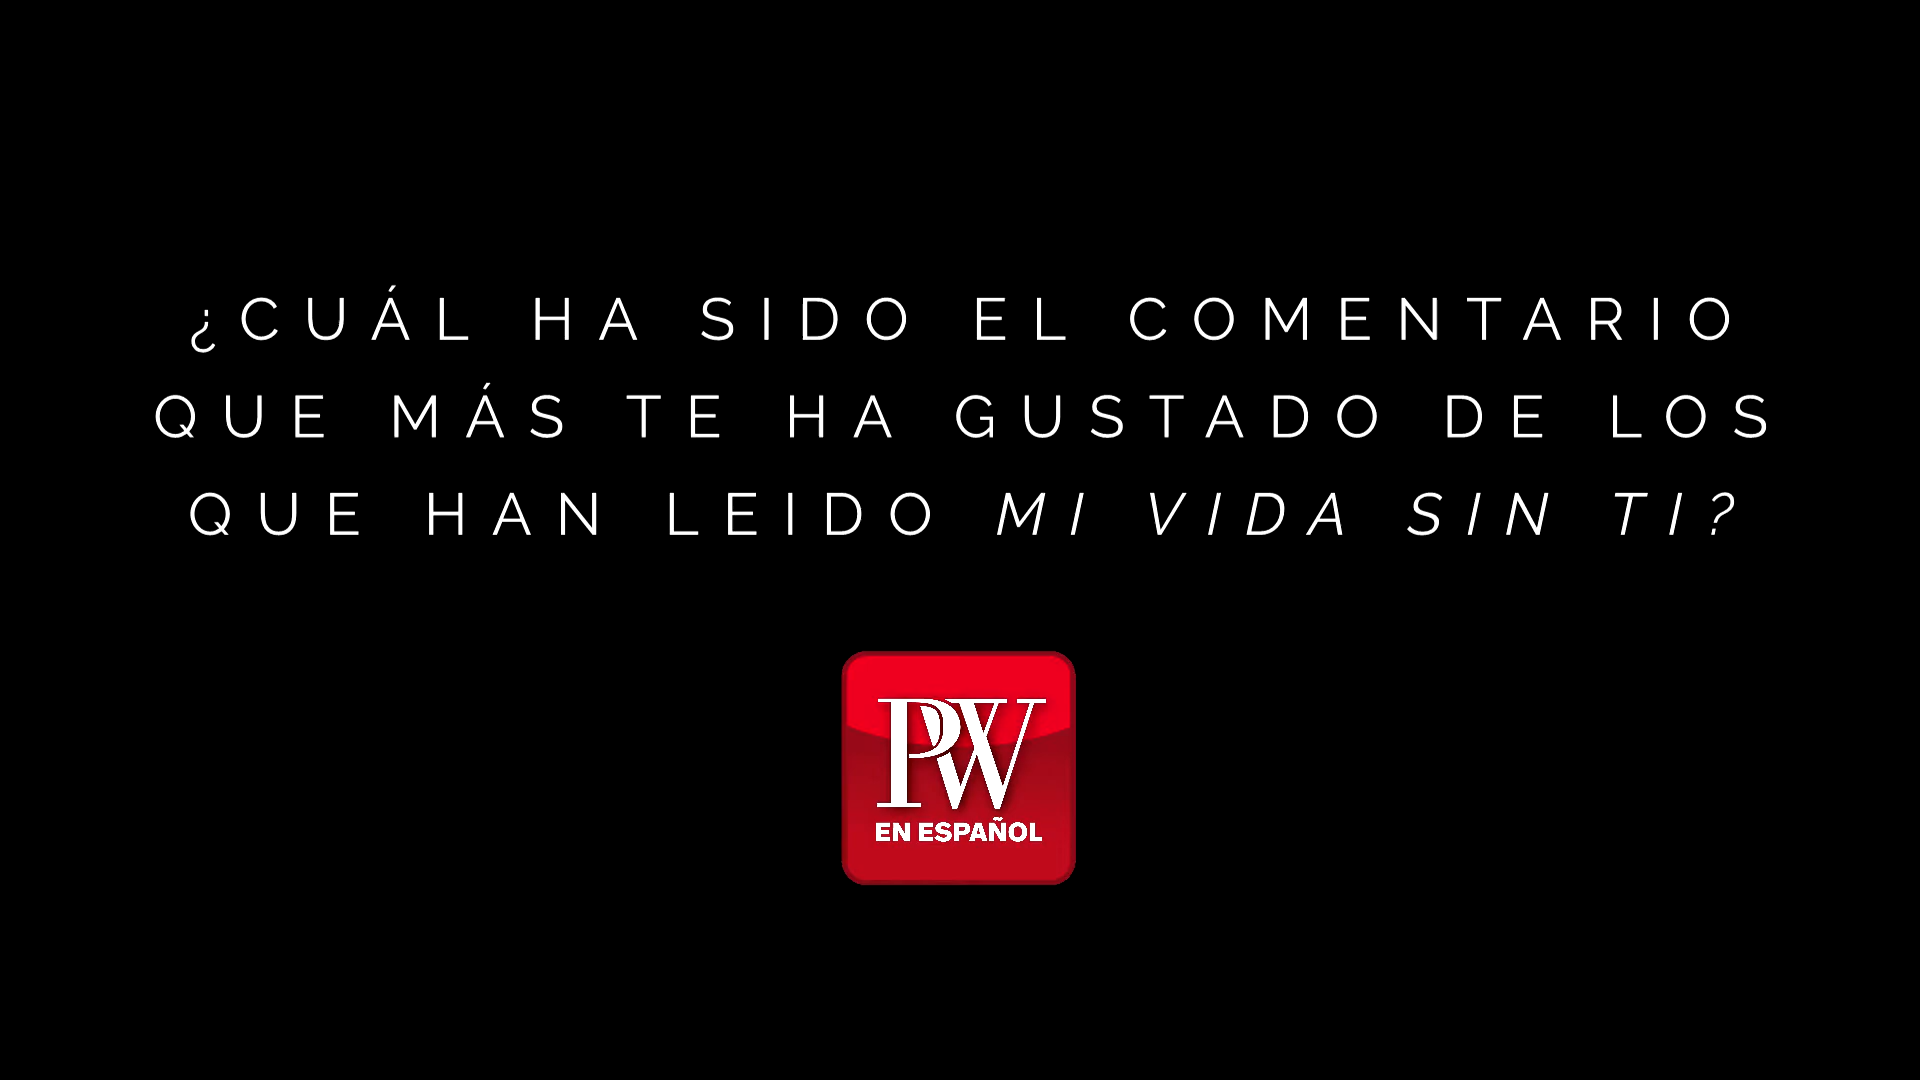 ¿CUÁL HA SIDO EL COMENTARIO
QUE MÁS TE HA GUSTADO DE LOS
QUE HAN LEIDO MI VIDA SIN TI?
PW
EN ESPAÑOL